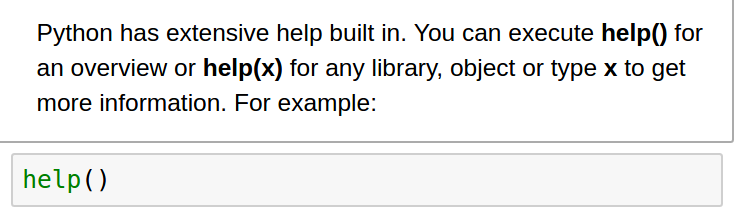 Python has extensive help built in. You can execute help() for
an overview or help(x) for any library, object or type x to get
more information. For example:
help()